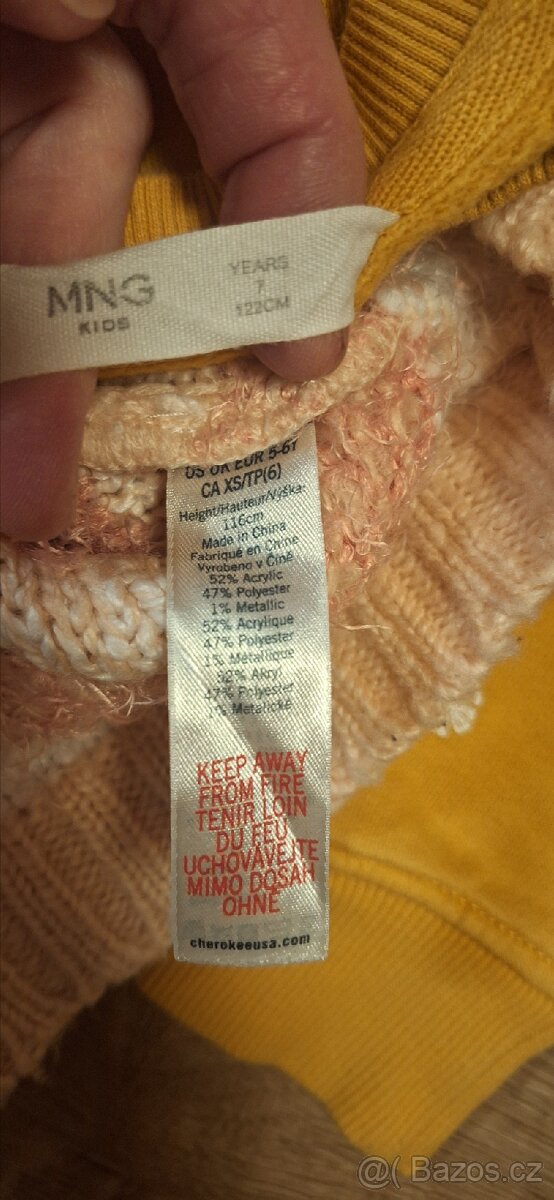 MNG
KIDS
YEARS
7
122CM
US UK EUR 5-6Y
CA XS/TP(6)
Height/Hauteur/Výška:
116cm
Made in China
Fabriqué en Chine
Vyrobeno v Číně
52% Acrylic
47% Polyester
1% Metallic
52% Acrylique
47% Polyester
1% Métallique
52% Akryl
47% Polyester
1% Metalické
KEEP AWAY
FROM FIRE
TENIR LOIN
DU FEU
UCHOVÁVEJTE
MIMO DOSAH
OHNĚ
cherokeeusa.com
@( Bazos.cz